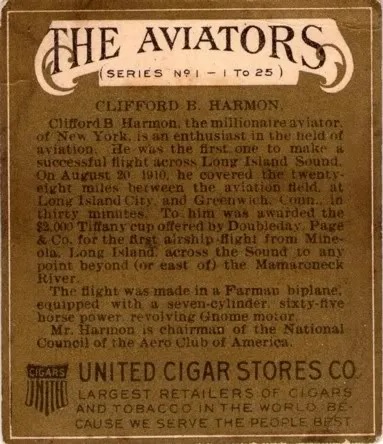 THE AVIATORS
(SERIES Nº1 - 1 TO 25)
CLIFFORD B. HARMON.
Clifford B. Harmon, the millionaire aviator,
of New York, is an enthusiast in the field of
aviation. He was the first one to make a
successful flight across Long Island Sound.
On August 20, 1910, he covered the twenty-
eight miles between the aviation field, at
Long Island City, and Greenwich, Conn., in
thirty minutes. To him was awarded the
$2,000 Tiffany cup offered by Doubleday, Page
& Co. for the first airship flight from Mine-
ola, Long Island, across the Sound to any
point beyond (or east of) the Mamaroneck
River.
The flight was made in a Farman biplane,
equipped with a seven-cylinder, sixty-five
horse power, revolving Gnome motor.
Mr. Harmon is chairman of the National
Council of the Aero Club of America.
CIGARS
UNITED
UNITED CIGAR STORES CO.
LARGEST RETAILERS OF CIGARS
AND TOBACCO IN THE WORLD BE-
CAUSE WE SERVE THE PEOPLE BEST